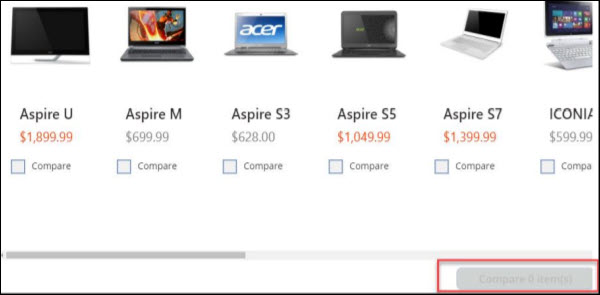 acer
Aspire U Aspire M Aspire S3 Aspire S5 Aspire S7 ICONIA
$1,899.99 $699.99 $628.00 $1,049.99 $1,399.99 $599.99
Compare Compare Compare Compare Compare Compa
Compare 0 item(s)